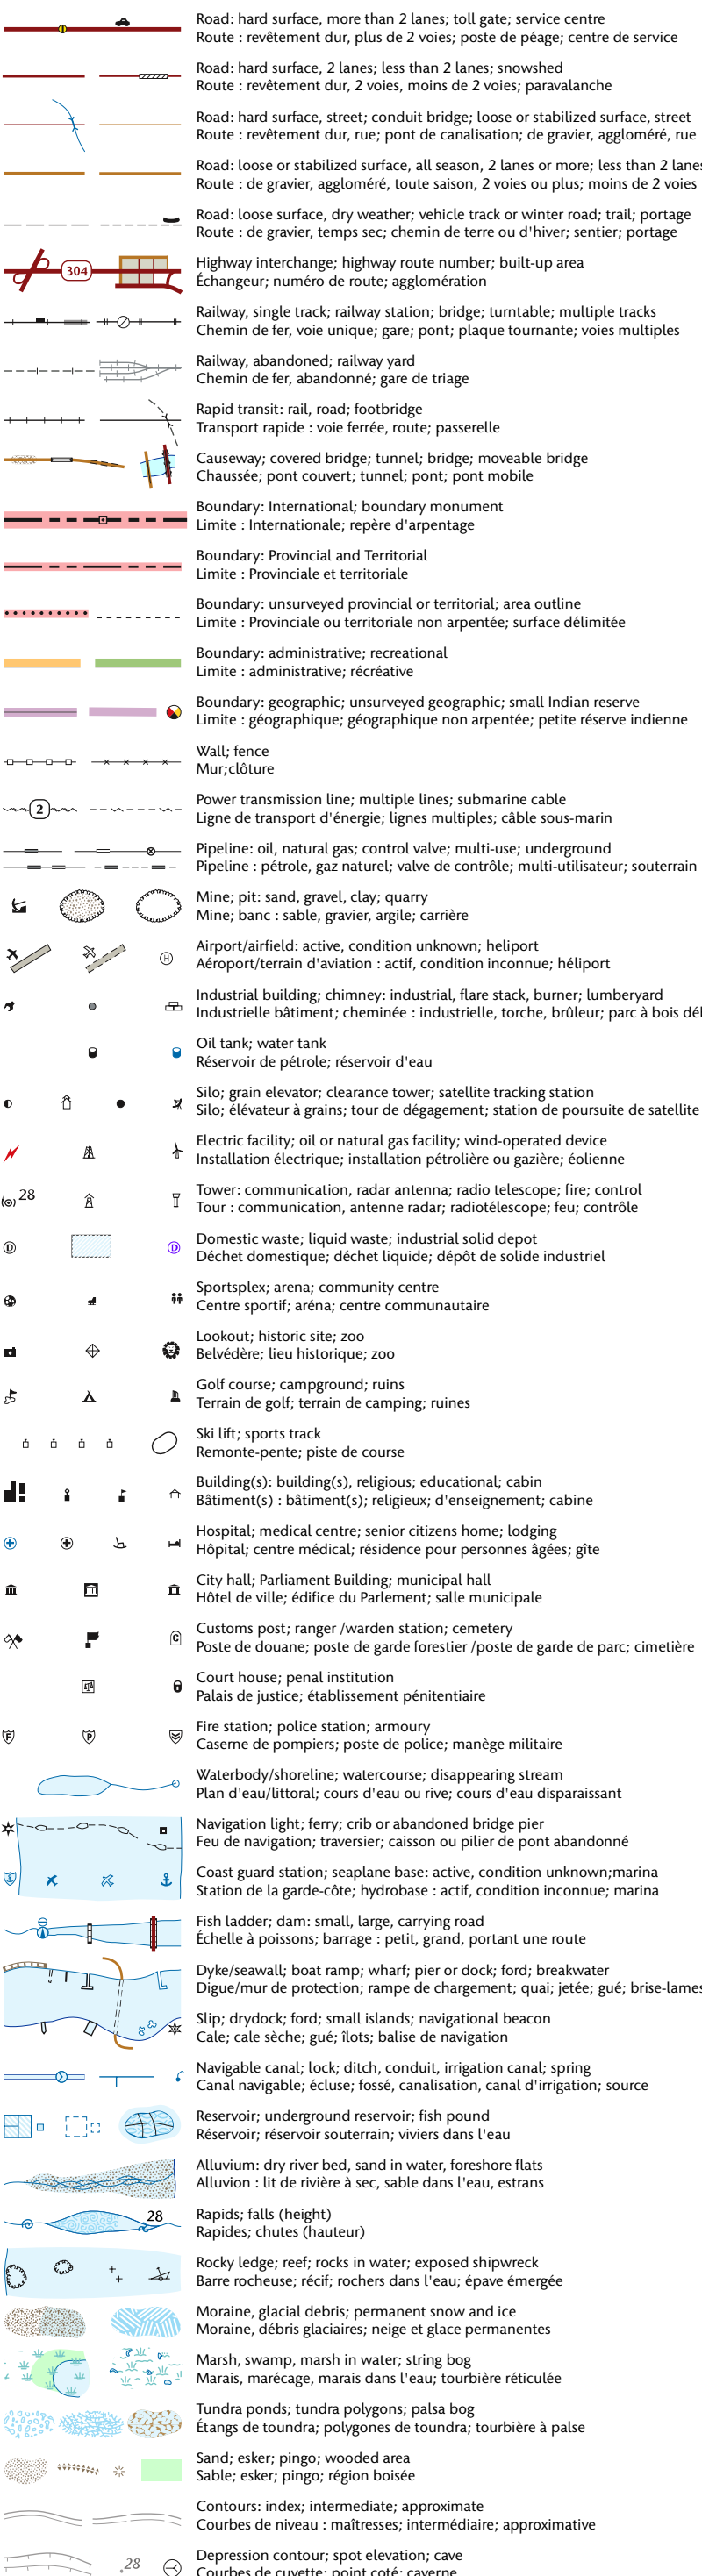 Road: hard surface, more than 2 lanes; toll gate; service centre
Route : revêtement dur, plus de 2 voies; poste de péage; centre de service
Road: hard surface, 2 lanes; less than 2 lanes; snowshed
Route : revêtement dur, 2 voies, moins de 2 voies; paravalanche
Road: hard surface, street; conduit bridge; loose or stabilized surface, street
Route : revêtement dur, rue; pont de canalisation; de gravier, aggloméré, rue
Road: loose or stabilized surface, all season, 2 lanes or more; less than 2 lanes
Route : de gravier, aggloméré, toute saison, 2 voies ou plus; moins de 2 voies
Road: loose surface, dry weather; vehicle track or winter road; trail; portage
Route : de gravier, temps sec; chemin de terre ou d'hiver; sentier; portage
304
Highway interchange; highway route number; built-up area
Échangeur; numéro de route; agglomération
Railway, single track; railway station; bridge; turntable; multiple tracks
Chemin de fer, voie unique; gare; pont; plaque tournante; voies multiples
Railway, abandoned; railway yard
Chemin de fer, abandonné; gare de triage
Rapid transit: rail, road; footbridge
Transport rapide : voie ferrée, route; passerelle
Causeway; covered bridge; tunnel; bridge; moveable bridge
Chaussée; pont couvert; tunnel; pont; pont mobile
Boundary: International; boundary monument
Limite : Internationale; repère d'arpentage
Boundary: Provincial and Territorial
Limite : Provinciale et territoriale
Boundary: unsurveyed provincial or territorial; area outline
Limite : Provinciale ou territoriale non arpentée; surface délimitée
Boundary: administrative; recreational
Limite : administrative; récréative
Boundary: geographic; unsurveyed geographic; small Indian reserve
Limite : géographique; géographique non arpentée; petite réserve indienne
Wall; fence
Mur;clôture
2
Power transmission line; multiple lines; submarine cable
Ligne de transport d'énergie; lignes multiples; câble sous-marin
Pipeline: oil, natural gas; control valve; multi-use; underground
Pipeline : pétrole, gaz naturel; valve de contrôle; multi-utilisateur; souterrain
Mine; pit: sand, gravel, clay; quarry
Mine; banc : sable, gravier, argile; carrière
H
Airport/airfield: active, condition unknown; heliport
Aéroport/terrain d'aviation : actif, condition inconnue; héliport
Industrial building; chimney: industrial, flare stack, burner; lumberyard
Industrielle bâtiment; cheminée : industrielle, torche, brûleur; parc à bois dél
Oil tank; water tank
Réservoir de pétrole; réservoir d'eau
Silo; grain elevator; clearance tower; satellite tracking station
Silo; élévateur à grains; tour de dégagement; station de poursuite de satellite
Electric facility; oil or natural gas facility; wind-operated device
Installation électrique; installation pétrolière ou gazière; éolienne
28
Tower: communication, radar antenna; radio telescope; fire; control
Tour : communication, antenne radar; radiotélescope; feu; contrôle
D D
Domestic waste; liquid waste; industrial solid depot
Déchet domestique; déchet liquide; dépôt de solide industriel
Sportsplex; arena; community centre
Centre sportif; aréna; centre communautaire
Lookout; historic site; zoo
Belvédère; lieu historique; zoo
Golf course; campground; ruins
Terrain de golf; terrain de camping; ruines
Ski lift; sports track
Remonte-pente; piste de course
Building(s): building(s), religious; educational; cabin
Bâtiment(s) : bâtiment(s); religieux; d'enseignement; cabine
Hospital; medical centre; senior citizens home; lodging
Hôpital; centre médical; résidence pour personnes âgées; gîte
City hall; Parliament Building; municipal hall
Hôtel de ville; édifice du Parlement; salle municipale
C
Customs post; ranger /warden station; cemetery
Poste de douane; poste de garde forestier /poste de garde de parc; cimetière
Court house; penal institution
Palais de justice; établissement pénitentiaire
F P
Fire station; police station; armoury
Caserne de pompiers; poste de police; manège militaire
Waterbody/shoreline; watercourse; disappearing stream
Plan d'eau/littoral; cours d'eau ou rive; cours d'eau disparaissant
Navigation light; ferry; crib or abandoned bridge pier
Feu de navigation; traversier; caisson ou pilier de pont abandonné
Coast guard station; seaplane base: active, condition unknown;marina
Station de la garde-côte; hydrobase : actif, condition inconnue; marina
Fish ladder; dam: small, large, carrying road
Échelle à poissons; barrage : petit, grand, portant une route
Dyke/seawall; boat ramp; wharf; pier or dock; ford; breakwater
Digue/mur de protection; rampe de chargement; quai; jetée; gué; brise-lames
Slip; drydock; ford; small islands; navigational beacon
Cale; cale sèche; gué; îlots; balise de navigation
Navigable canal; lock; ditch, conduit, irrigation canal; spring
Canal navigable; écluse; fossé, canalisation, canal d'irrigation; source
Reservoir; underground reservoir; fish pound
Réservoir; réservoir souterrain; viviers dans l'eau
Alluvium: dry river bed, sand in water, foreshore flats
Alluvion : lit de rivière à sec, sable dans l'eau, estrans
28
Rapids; falls (height)
Rapides; chutes (hauteur)
Rocky ledge; reef; rocks in water; exposed shipwreck
Barre rocheuse; récif; rochers dans l'eau; épave émergée
Moraine, glacial debris; permanent snow and ice
Moraine, débris glaciaires; neige et glace permanentes
Marsh, swamp, marsh in water; string bog
Marais, marécage, marais dans l'eau; tourbière réticulée
Tundra ponds; tundra polygons; palsa bog
Étangs de toundra; polygones de toundra; tourbière à palse
Sand; esker; pingo; wooded area
Sable; esker; pingo; région boisée
Contours: index; intermediate; approximate
Courbes de niveau : maîtresses; intermédiaire; approximative
.28
Depression contour; spot elevation; cave
Courbes de cuvette; point coté; caverne